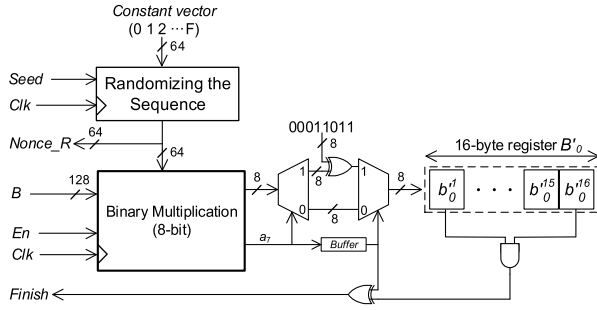 Constant vector
(0 1 2 ···F)
64
Seed
Clk
Randomizing the
Sequence
Nonce_R
64
64
00011011
8
16-byte register B'₀
B
128
Binary Multiplication
(8-bit)
8
1
8
1
8
b'₀¹ · · · b'₀¹⁵ b'₀¹⁶
0
8
0
En
Clk
a₇
Buffer
Finish